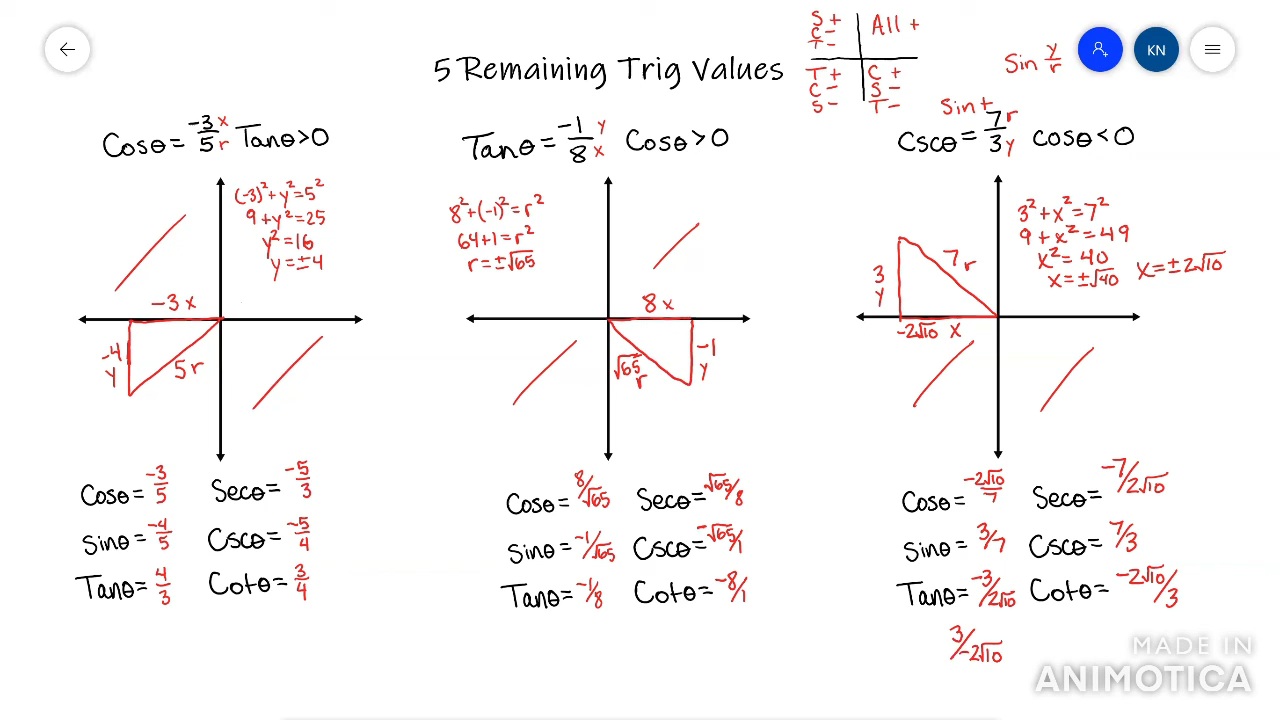 S + All +
C -
T -
T + C +
C - S -
S - T -
5 Remaining Trig Values
KN
Sin y/r
Cosθ = -3/5 x/r Tanθ > 0
(-3)² + y² = 5²
9 + y² = 25
y² = 16
y = ± 4
-3 x
-4
y
5 r
Cosθ = -3/5 Secθ = -5/3
Sinθ = -4/5 Cscθ = -5/4
Tanθ = 4/3 Cotθ = 3/4
Tanθ = -1/8 y/x Cosθ > 0
8² + (-1)² = r²
64 + 1 = r²
r = ±√65
8 x
√65
r
-1
y
Cosθ = 8/√65 Secθ = √65/8
Sinθ = -1/√65 Cscθ = -√65/1
Tanθ = -1/8 Cotθ = -8/1
Sin +
Cscθ = 7/3 r/y Cosθ < 0
3² + x² = 7²
9 + x² = 49
x² = 40
x = ±√40 x = ± 2√10
3
y
7 r
-2√10 x
Cosθ = -2√10/7 Secθ = -7/2√10
Sinθ = 3/7 Cscθ = 7/3
Tanθ = -3/2√10 Cotθ = -2√10/3
3/-2√10
MADE IN
ANIMOTICA